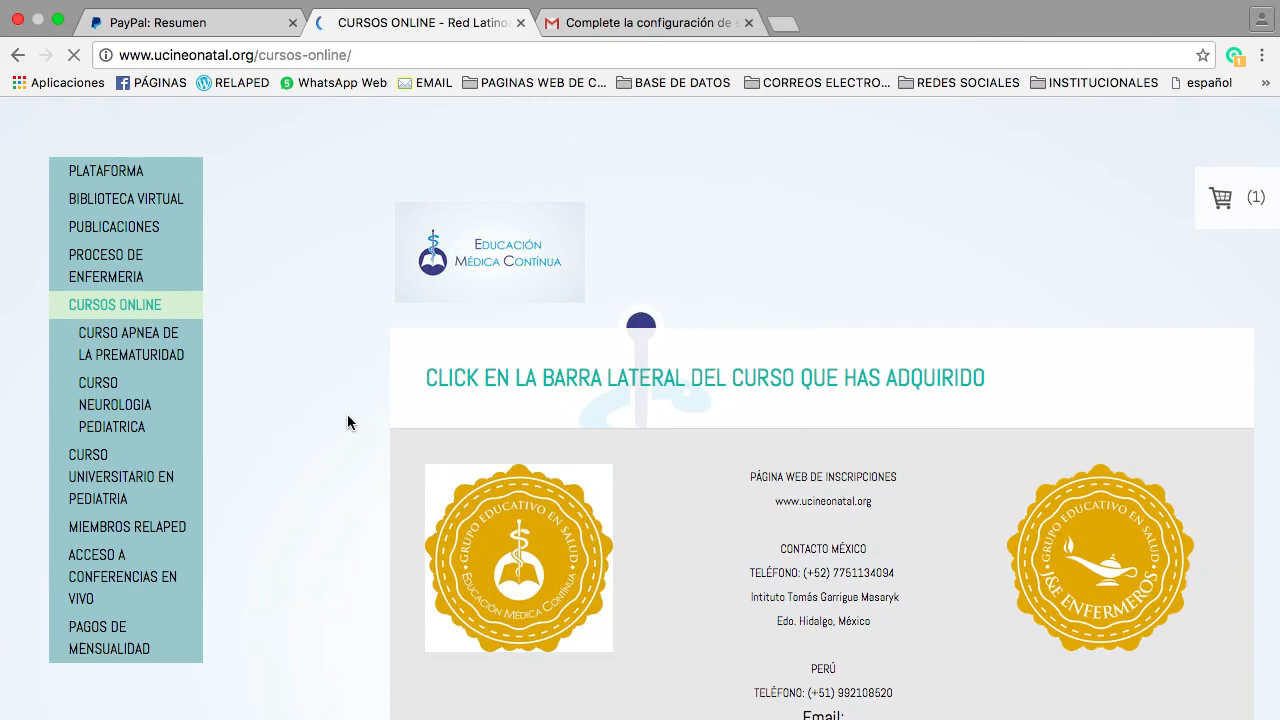 PayPal: Resumen
CURSOS ONLINE - Red Latino
Complete la configuración de
www.ucineonatal.org/cursos-online/
Aplicaciones
PÁGINAS
RELAPED
WhatsApp Web
EMAIL
PAGINAS WEB DE C...
BASE DE DATOS
CORREOS ELECTRO...
REDES SOCIALES
INSTITUCIONALES
español
»
PLATAFORMA
BIBLIOTECA VIRTUAL
PUBLICACIONES
PROCESO DE
ENFERMERIA
CURSOS ONLINE
CURSO APNEA DE
LA PREMATURIDAD
CURSO
NEUROLOGIA
PEDIATRICA
CURSO
UNIVERSITARIO EN
PEDIATRIA
MIEMBROS RELAPED
ACCESO A
CONFERENCIAS EN
VIVO
PAGOS DE
MENSUALIDAD
(1)
EDUCACIÓN
MÉDICA CONTÍNUA
CLICK EN LA BARRA LATERAL DEL CURSO QUE HAS ADQUIRIDO
GRUPO EDUCATIVO EN SALUD
EDUCACIÓN MÉDICA CONTÍNUA
PÁGINA WEB DE INSCRIPCIONES
www.ucineonatal.org
CONTACTO MÉXICO
TELÉFONO: (+52) 7751134094
Intituto Tomás Garrigue Masaryk
Edo. Hidalgo, México
PERÚ
TELÉFONO: (+51) 992108520
Email:
GRUPO EDUCATIVO EN SALUD
J&E ENFERMEROS